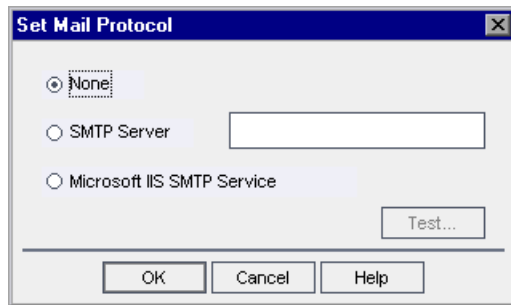 Set Mail Protocol
None
SMTP Server
Microsoft IIS SMTP Service
Test...
OK Cancel Help